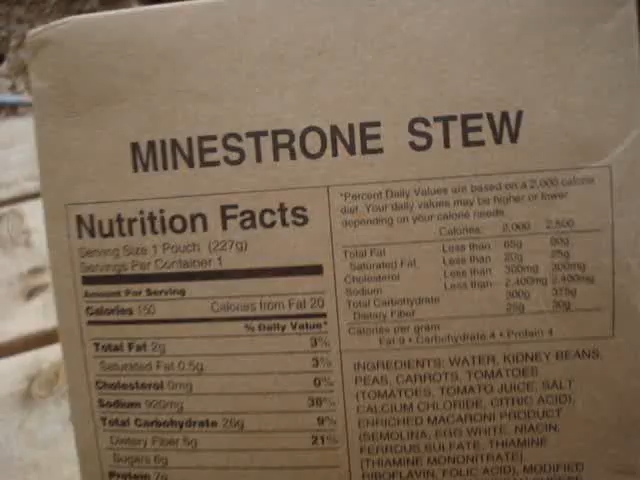 MINESTRONE STEW
Nutrition Facts
Serving Size 1 Pouch (227g)
Servings Per Container 1
Amount Per Serving
Calories 150 Calories from Fat 20
% Daily Value*
Total Fat 2g 3%
Saturated Fat 0.5g 3%
Cholesterol 0mg 0%
Sodium 920mg 38%
Total Carbohydrate 26g 9%
Dietary Fiber 5g 21%
Sugars 6g
Protein 7g
*Percent Daily Values are based on a 2,000 calorie
diet. Your daily values may be higher or lower
depending on your calorie needs.
Calories: 2,000 2,500
Total Fat Less than 65g 80g
Saturated Fat Less than 20g 25g
Cholesterol Less than 300mg 300mg
Sodium Less than 2,400mg 2,400mg
Total Carbohydrate 300g 375g
Dietary Fiber 25g 30g
Calories per gram
Fat 9 • Carbohydrate 4 • Protein 4
INGREDIENTS: WATER, KIDNEY BEANS,
PEAS, CARROTS, TOMATOES
(TOMATOES, TOMATO JUICE, SALT
CALCIUM CHLORIDE, CITRIC ACID),
ENRICHED MACARONI PRODUCT
(SEMOLINA, EGG WHITE, NIACIN,
FERROUS SULFATE, THIAMINE
(THIAMINE MONONITRATE)
RIBOFLAVIN, FOLIC ACID), MODIFIED